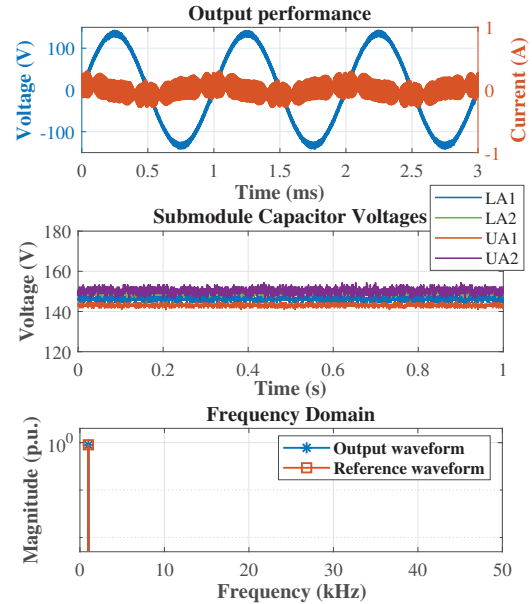 Output performance
Voltage (V)
100
0
-100
1
0
-1
Current (A)
0
0.5
1
1.5
2
2.5
3
Time (ms)
LA1
LA2
UA1
UA2
Submodule Capacitor Voltages
Voltage (V)
180
160
140
120
0
0.2
0.4
0.6
0.8
1
Time (s)
Frequency Domain
Magnitude (p.u.)
10^0
Output waveform
Reference waveform
0
10
20
30
40
50
Frequency (kHz)